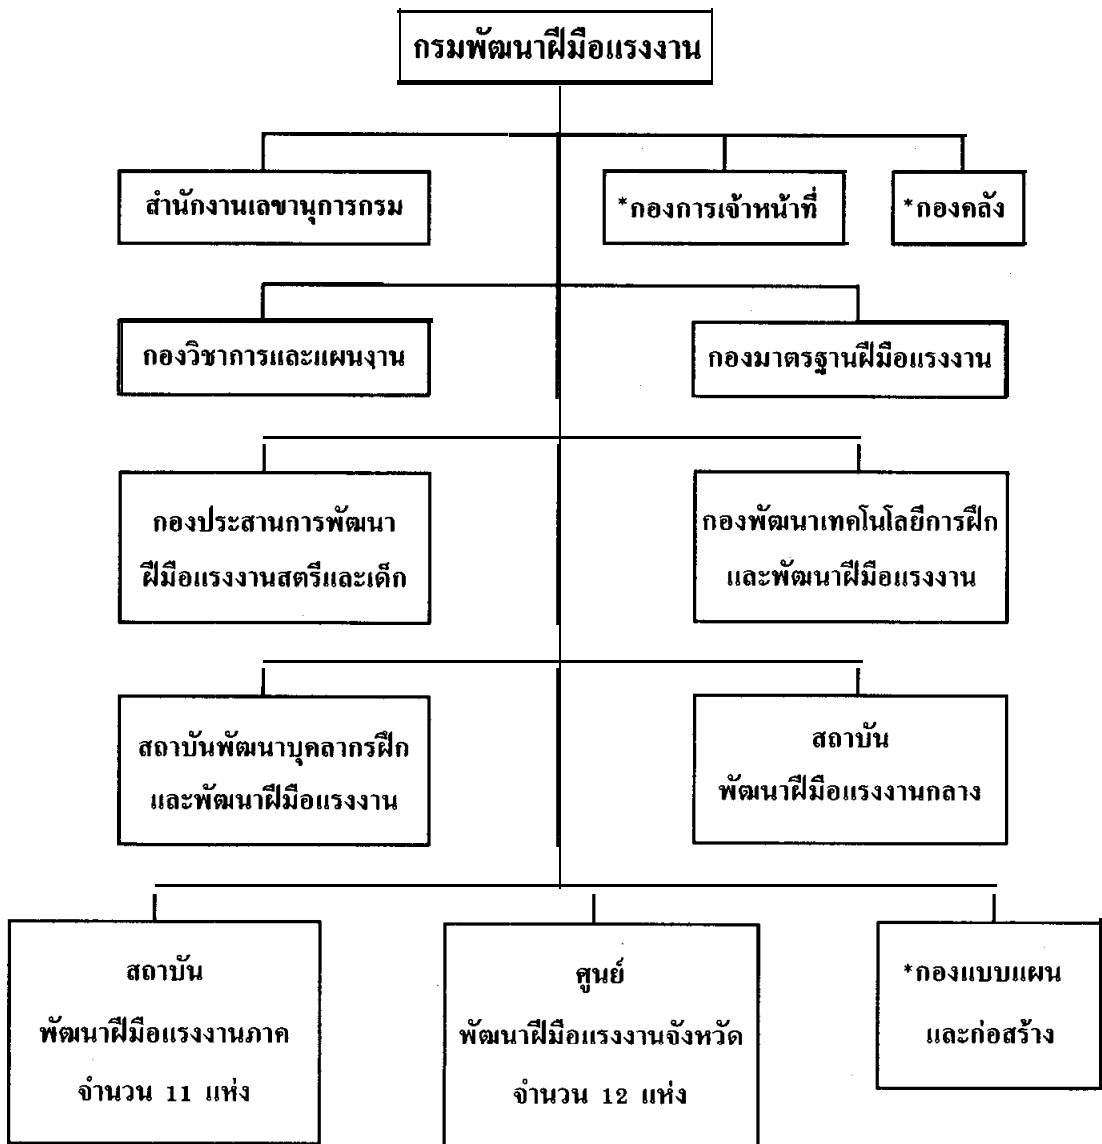 กรมพัฒนาฝีมือแรงงาน
สำนักงานเลขานุการกรม
*กองการเจ้าหน้าที่
*กองคลัง
กองวิชาการและแผนงาน
กองมาตรฐานฝีมือแรงงาน
กองประสานการพัฒนา
ฝีมือแรงงานสตรีและเด็ก
กองพัฒนาเทคโนโลยีการฝึก
และพัฒนาฝีมือแรงงาน
สถาบันพัฒนาบุคลากรฝึก
และพัฒนาฝีมือแรงงาน
สถาบัน
พัฒนาฝีมือแรงงานกลาง
สถาบัน
พัฒนาฝีมือแรงงานภาค
จำนวน 11 แห่ง
ศูนย์
พัฒนาฝีมือแรงงานจังหวัด
จำนวน 12 แห่ง
*กองแบบแผน
และก่อสร้าง